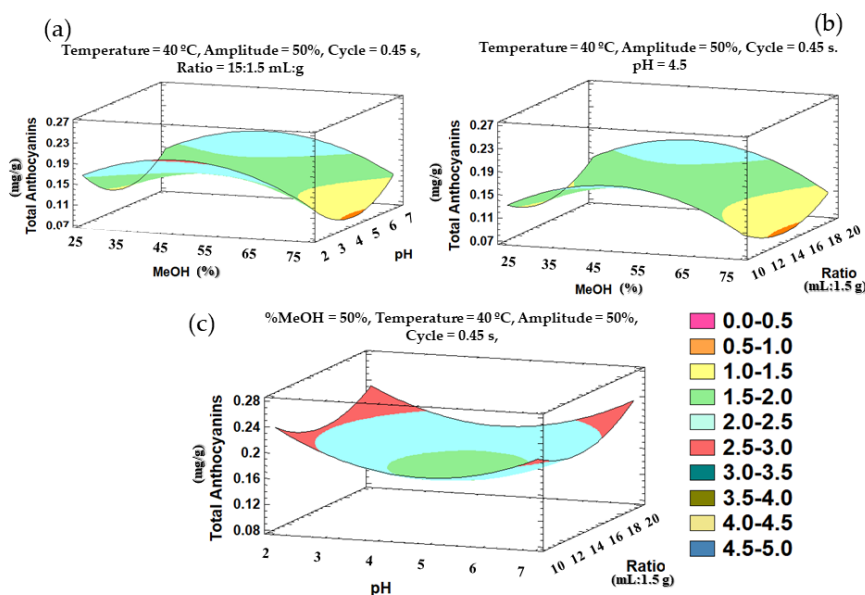 (a)
Temperature = 40 ºC, Amplitude = 50%, Cycle = 0.45 s,
Ratio = 15:1.5 mL:g
Total Anthocyanins
(mg/g)
0.27
0.23
0.19
0.15
0.11
0.07
25 35 45 55 65 75
MeOH (%)
2 3 4 5 6 7
pH
(b)
Temperature = 40 ºC, Amplitude = 50%, Cycle = 0.45 s.
pH = 4.5
Total Anthocyanins
(mg/g)
0.27
0.23
0.19
0.15
0.11
0.07
25 35 45 55 65 75
MeOH (%)
10 12 14 16 18 20
Ratio
(mL:1.5 g)
(c)
%MeOH = 50%, Temperature = 40 ºC, Amplitude = 50%,
Cycle = 0.45 s,
Total Anthocyanins
(mg/g)
0.28
0.24
0.2
0.16
0.12
0.08
2 3 4 5 6 7
pH
10 12 14 16 18 20
Ratio
(mL:1.5 g)
0.0-0.5
0.5-1.0
1.0-1.5
1.5-2.0
2.0-2.5
2.5-3.0
3.0-3.5
3.5-4.0
4.0-4.5
4.5-5.0